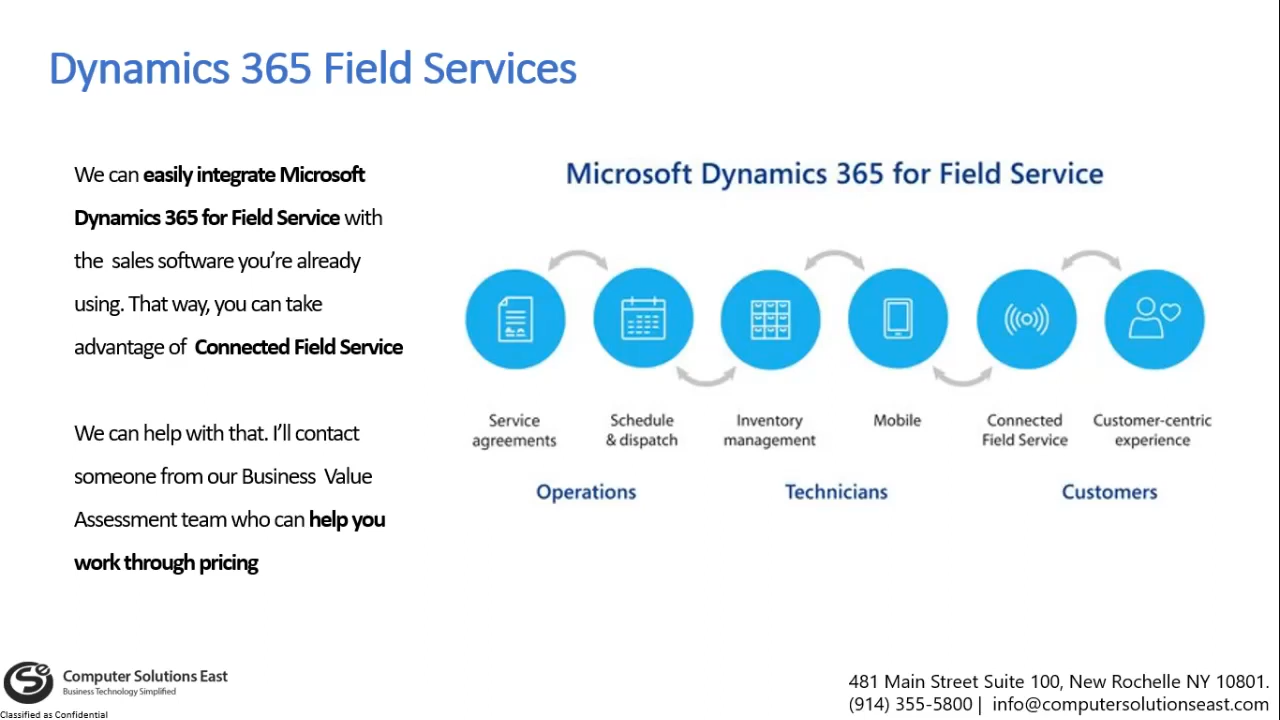 Dynamics 365 Field Services
We can easily integrate Microsoft
Dynamics 365 for Field Service with
the sales software you're already
using. That way, you can take
advantage of Connected Field Service
We can help with that. I'll contact
someone from our Business Value
Assessment team who can help you
work through pricing
Microsoft Dynamics 365 for Field Service
Service
agreements
Schedule
& dispatch
Inventory
management
Mobile
Connected
Field Service
Customer-centric
experience
Operations
Technicians
Customers
Computer Solutions East
Business Technology Simplified
Classified as Confidential
481 Main Street Suite 100, New Rochelle NY 10801.
(914) 355-5800 | info@computersolutionseast.com